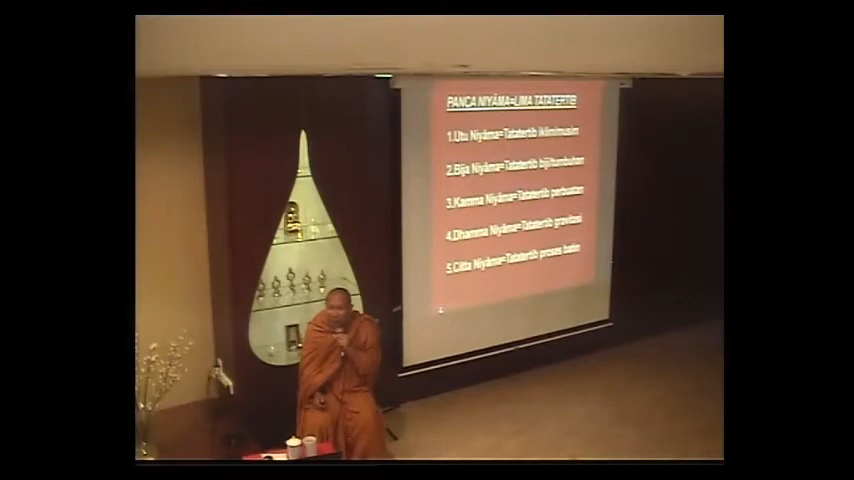 PANCA NIYĀMA=LIMA TATATERTIB
1.Utu Niyāma=Tatatertib iklim/musim
2.Bija Niyāma=Tatatertib biji/tumbuhan
3.Kamma Niyāma=Tatatertib perbuatan
4.Dhamma Niyāma=Tatatertib gravitasi
5.Citta Niyāma=Tatatertib proses batin